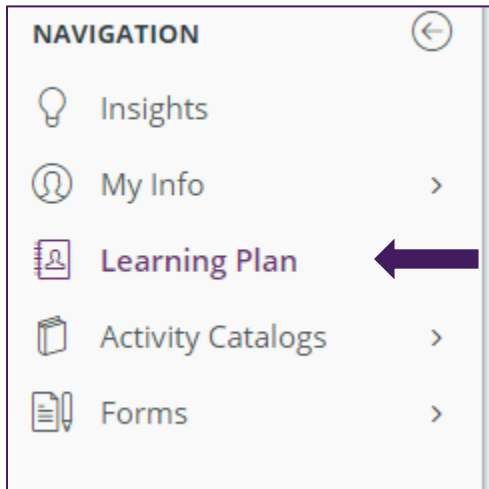 NAVIGATION
Insights
My Info
Learning Plan
Activity Catalogs
Forms